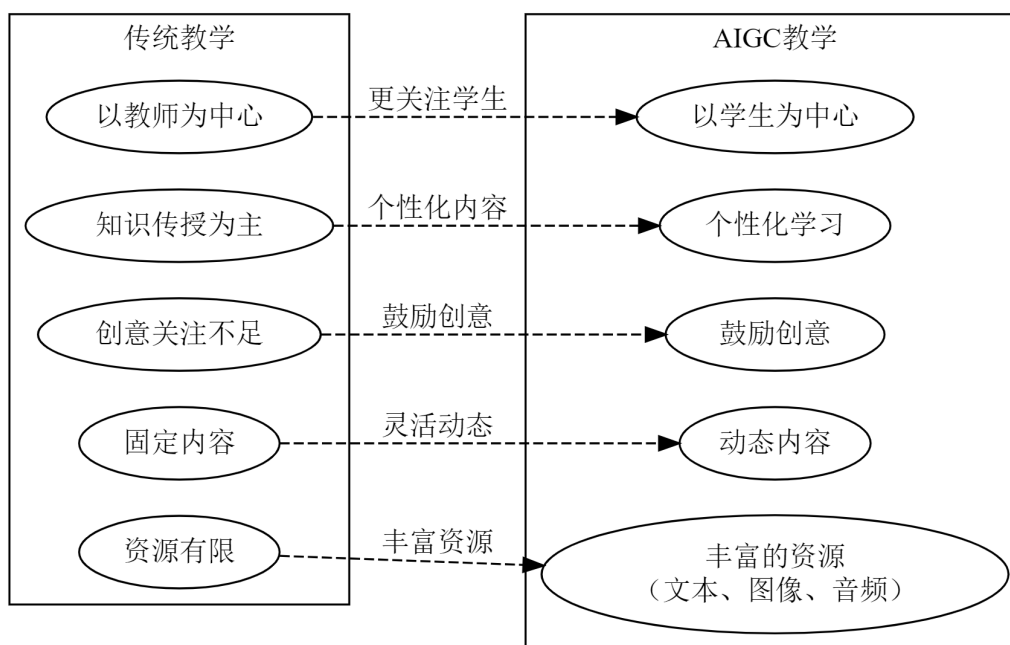 传统教学
AIGC教学
以教师为中心
更关注学生
以学生为中心
知识传授为主
个性化内容
个性化学习
创意关注不足
鼓励创意
鼓励创意
固定内容
灵活动态
动态内容
资源有限
丰富资源
丰富的资源
（文本、图像、音频）